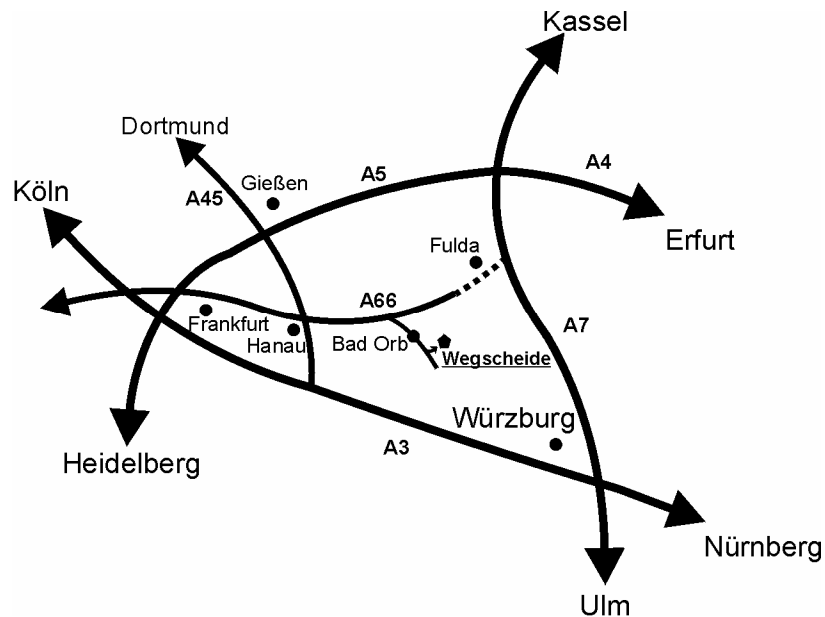 Kassel
Dortmund
A5
A4
Gießen
Köln
A45
Erfurt
Fulda
A66
Frankfurt
A7
Hanau
Bad Orb
Wegscheide
Würzburg
A3
Heidelberg
Nürnberg
Ulm